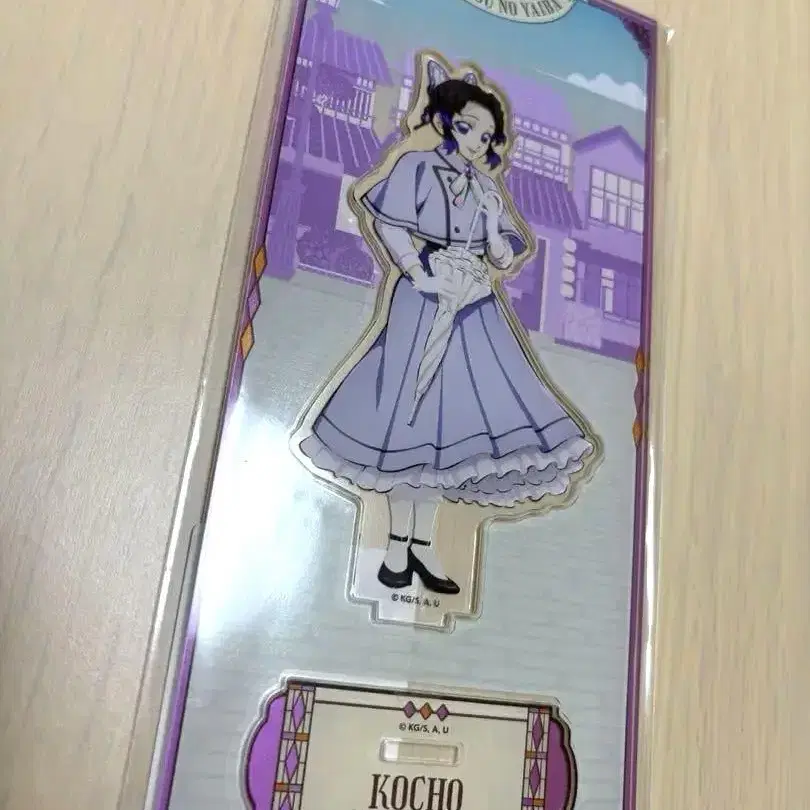 NO YAIBA
© KG/S, A, U
© KG/S, A, U
KOCHO